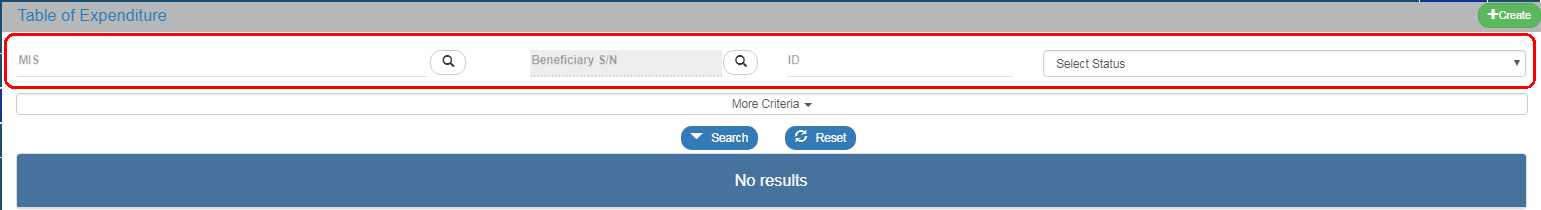 Table of Expenditure
+Create
MIS
Beneficiary S/N
ID
Select Status
More Criteria
Search
Reset
No results